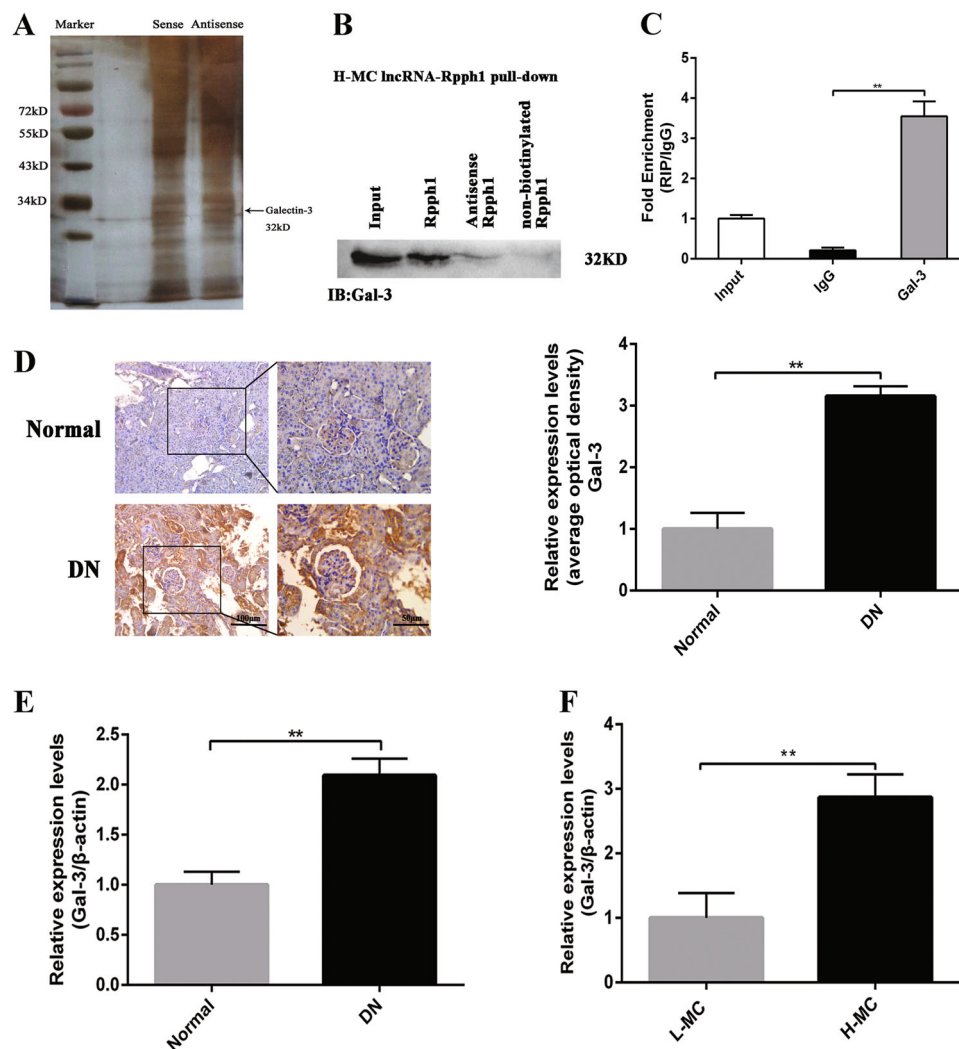 A
Marker
Sense
Antisense
72kD
55kD
43kD
34kD
Galectin-3
32kD
B
H-MC lncRNA-Rpph1 pull-down
Input
Rpph1
Antisense
Rpph1
non-biotinylated
Rpph1
32KD
IB:Gal-3
C
Fold Enrichment
(RIP/IgG)
5
4
3
2
1
0
**
Input
IgG
Gal-3
D
Normal
DN
100μm
50μm
Relative expression levels
(average optical density)
Gal-3
4
3
2
1
0
**
Normal
DN
E
Relative expression levels
(Gal-3/β-actin)
2.5
2.0
1.5
1.0
0.5
0.0
**
Normal
DN
F
Relative expression levels
(Gal-3/β-actin)
4
3
2
1
0
**
L-MC
H-MC